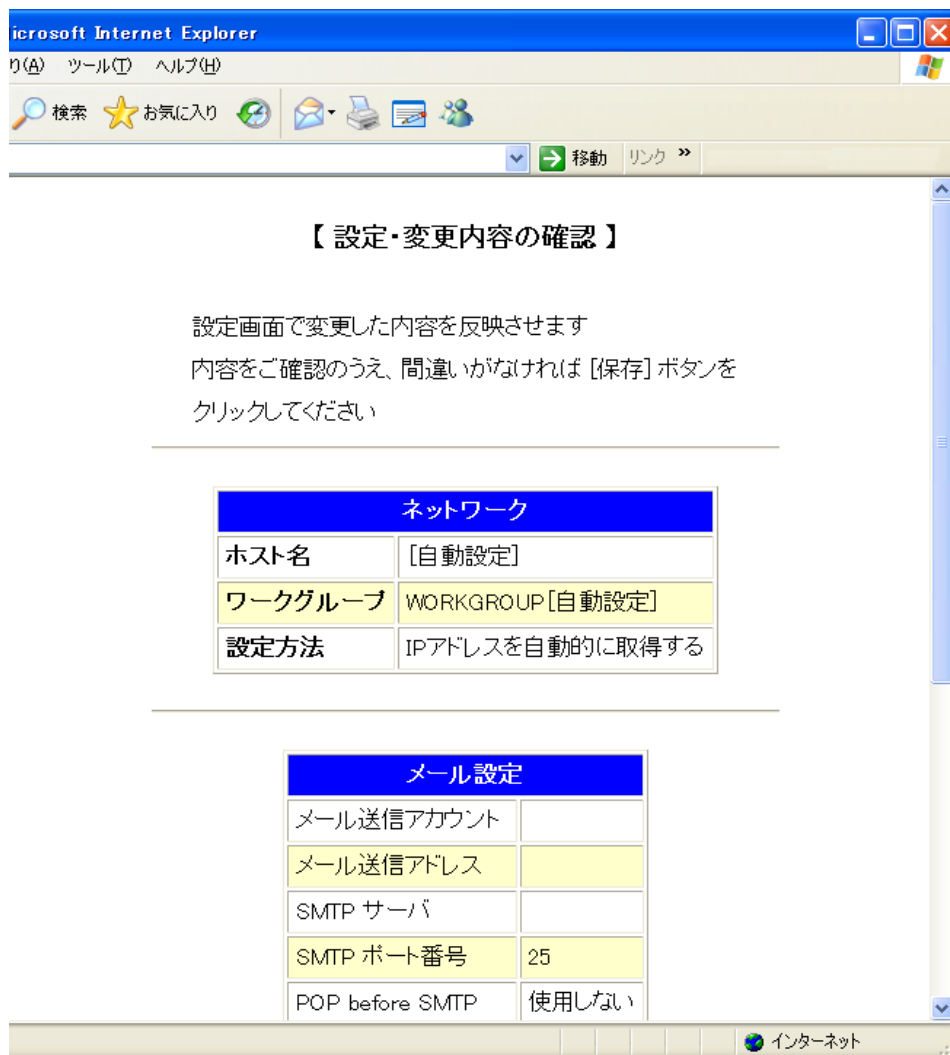 icrosoft Internet Explorer
り(A) ツール(T) ヘルプ(H)
検索 お気に入り
移動 リンク »
【 設定・変更内容の確認 】
設定画面で変更した内容を反映させます
内容をご確認のうえ、間違いがなければ [保存] ボタンを
クリックしてください
ネットワーク
ホスト名 [自動設定]
ワークグループ WORKGROUP[自動設定]
設定方法 IPアドレスを自動的に取得する
メール設定
メール送信アカウント
メール送信アドレス
SMTP サーバ
SMTP ポート番号 25
POP before SMTP 使用しない
インターネット